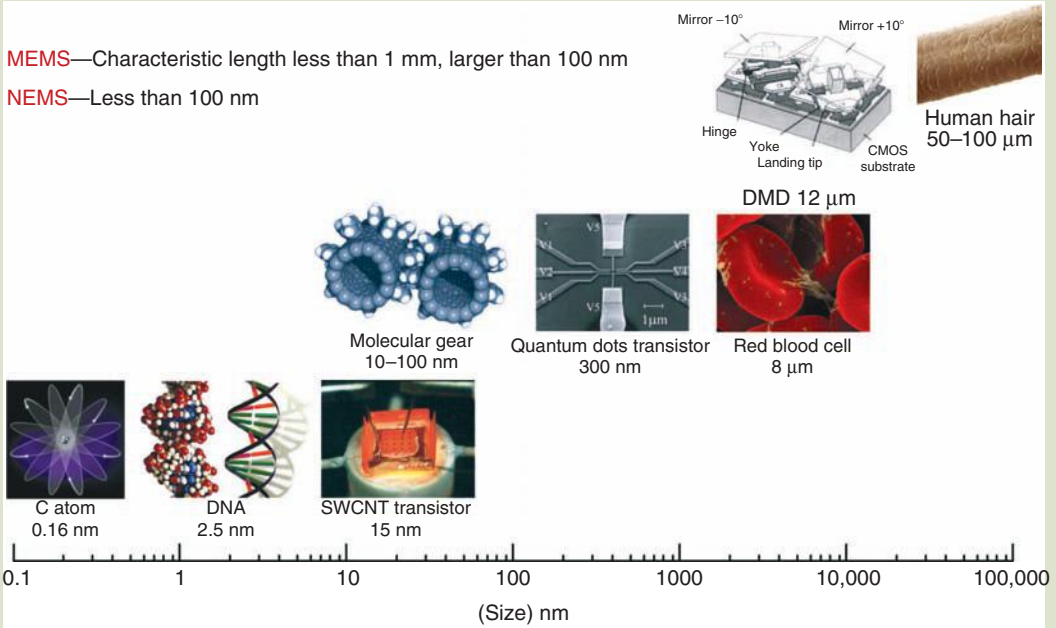 MEMS—Characteristic length less than 1 mm, larger than 100 nm
NEMS—Less than 100 nm
Mirror –10°
Mirror +10°
Hinge
Yoke
Landing tip
CMOS
substrate
DMD 12 μm
Human hair
50–100 μm
Molecular gear
10–100 nm
V5
V1
V3
V2
V4
V1
V3
V5
1μm
Quantum dots transistor
300 nm
Red blood cell
8 μm
C atom
0.16 nm
DNA
2.5 nm
SWCNT transistor
15 nm
0.1 1 10 100 1000 10,000 100,000
(Size) nm